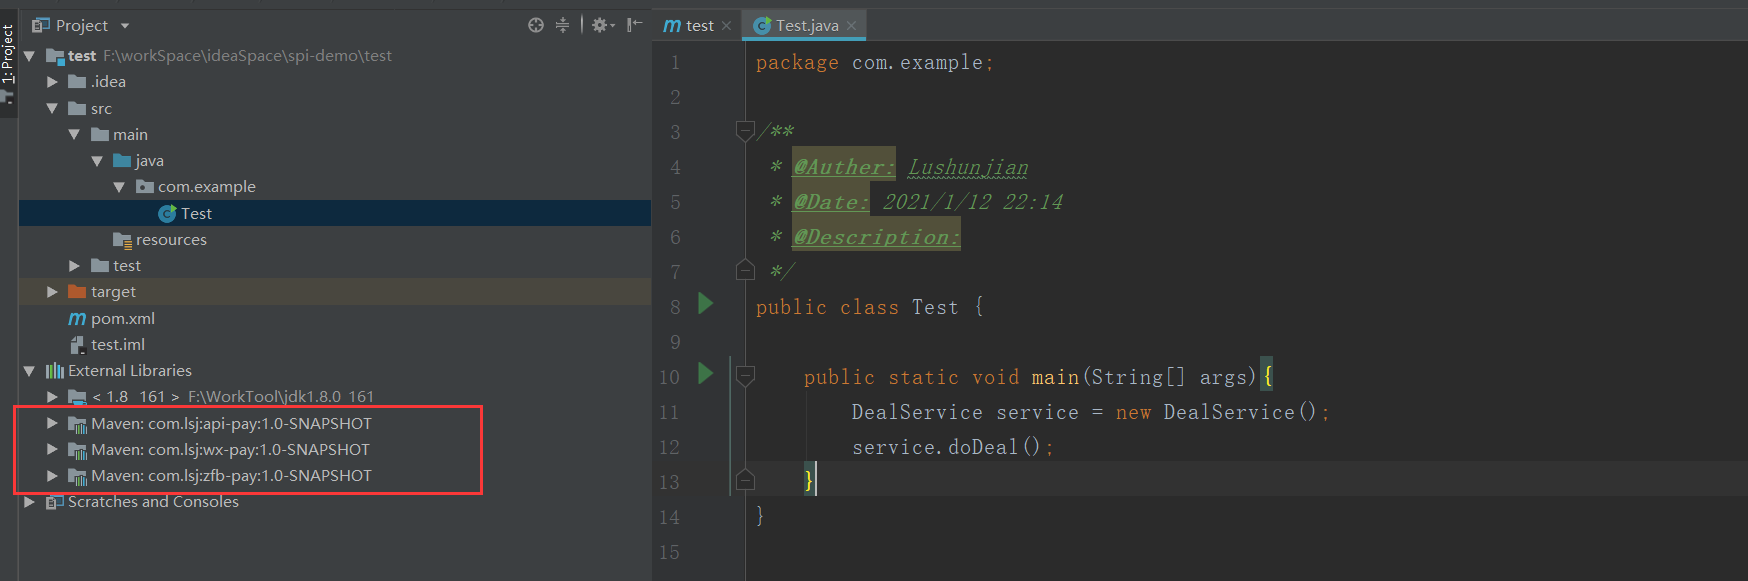 1: Project
Project
test F:\workSpace\ideaSpace\spi-demo\test
.idea
src
main
java
com.example
Test
resources
test
target
pom.xml
test.iml
External Libraries
< 1.8 161 > F:\WorkTool\jdk1.8.0 161
Maven: com.lsj:api-pay:1.0-SNAPSHOT
Maven: com.lsj:wx-pay:1.0-SNAPSHOT
Maven: com.lsj:zfb-pay:1.0-SNAPSHOT
Scratches and Consoles
m test Test.java
1 package com.example;
2
3 /**
4 * @Auther: Lushunjian
5 * @Date: 2021/1/12 22:14
6 * @Description:
7 */
8 public class Test {
9
10 public static void main(String[] args){
11 DealService service = new DealService();
12 service.doDeal();
13 }
14 }
15